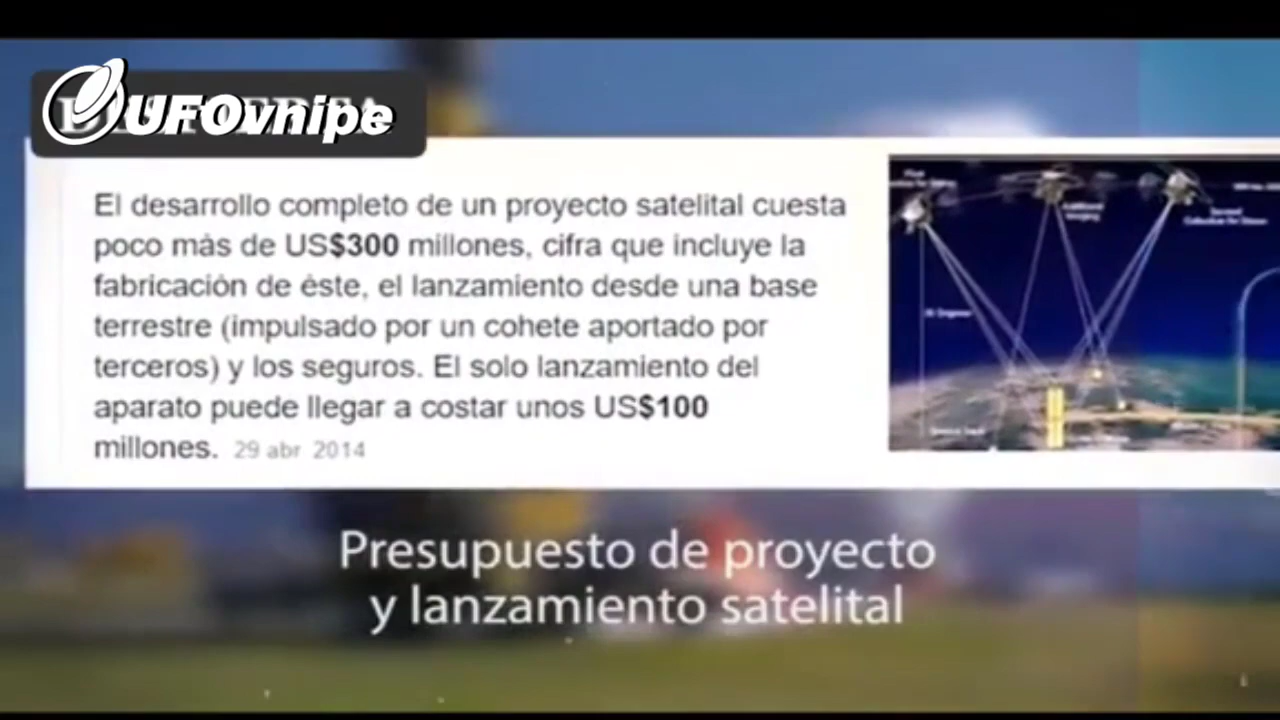 UFOvnipe
El desarrollo completo de un proyecto satelital cuesta
poco más de US$300 millones, cifra que incluye la
fabricación de éste, el lanzamiento desde una base
terrestre (impulsado por un cohete aportado por
terceros) y los seguros. El solo lanzamiento del
aparato puede llegar a costar unos US$100
millones. 29 abr 2014
Presupuesto de proyecto
y lanzamiento satelital